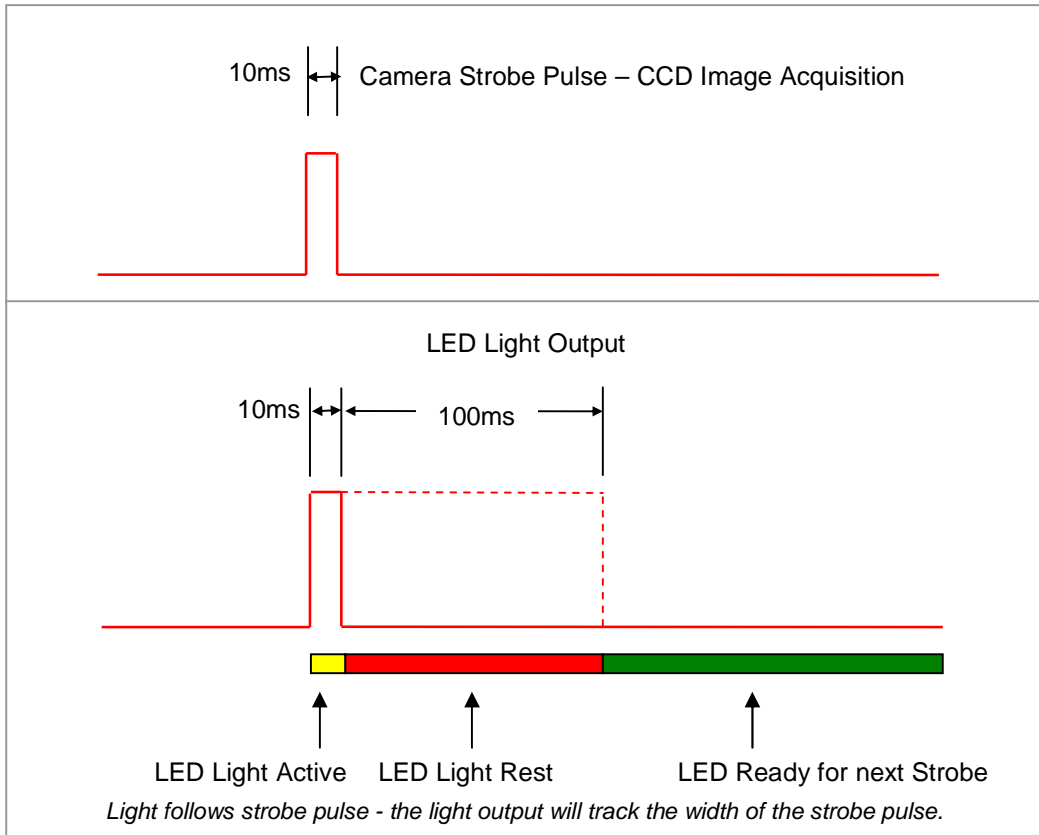 10ms
Camera Strobe Pulse – CCD Image Acquisition
LED Light Output
10ms
100ms
LED Light Active
LED Light Rest
LED Ready for next Strobe
Light follows strobe pulse - the light output will track the width of the strobe pulse.